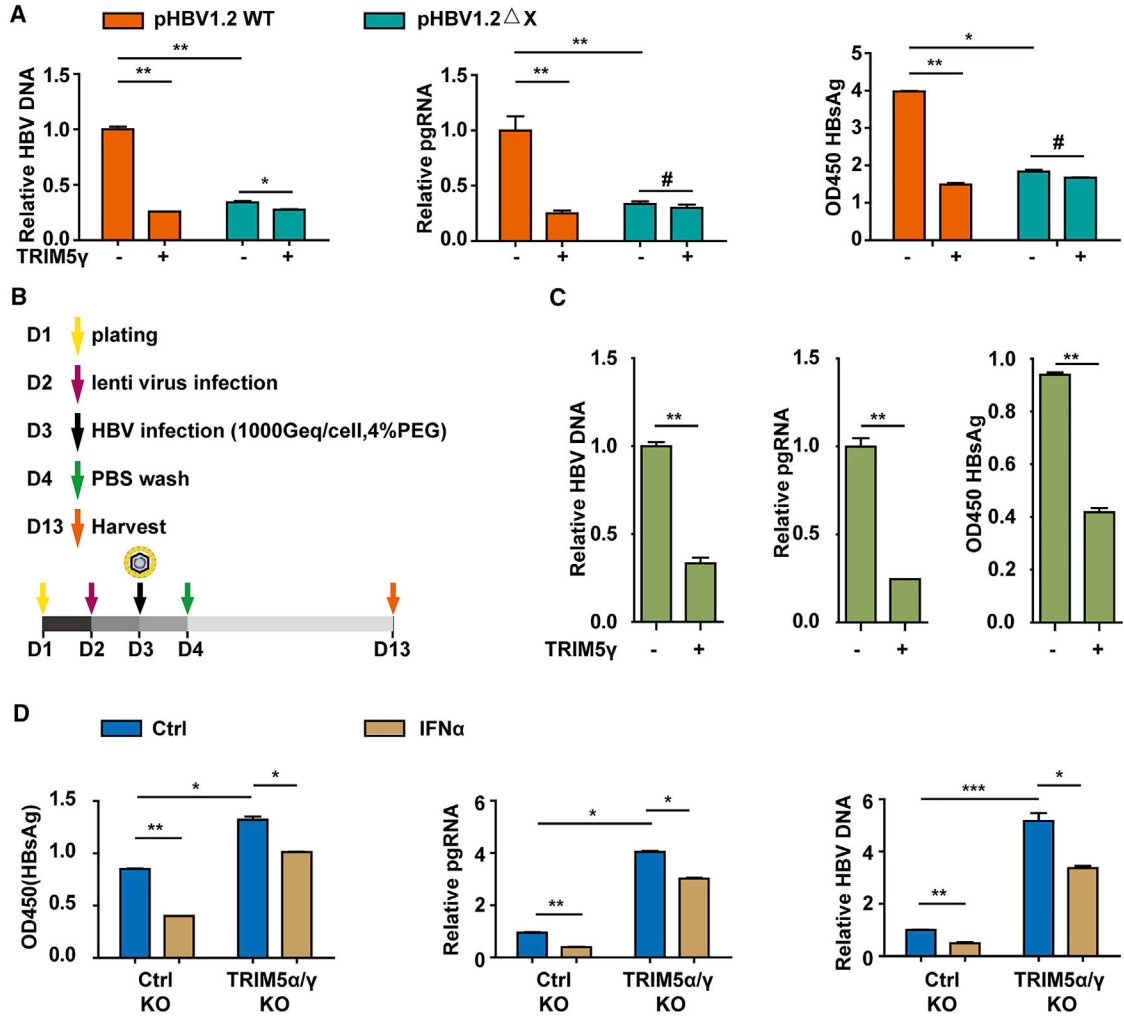 A
pHBV1.2 WT
pHBV1.2△X
Relative HBV DNA
1.5
1.0
0.5
0.0
**
**
*
TRIM5γ
-
+
-
+
Relative pgRNA
1.5
1.0
0.5
0.0
**
**
#
-
+
-
+
OD450 HBsAg
5
4
3
2
1
0
*
**
#
-
+
-
+
B
D1 plating
D2 lenti virus infection
D3 HBV infection (1000Geq/cell,4%PEG)
D4 PBS wash
D13 Harvest
D1 D2 D3 D4 D13
C
Relative HBV DNA
1.5
1.0
0.5
0.0
**
TRIM5γ
-
+
Relative pgRNA
1.5
1.0
0.5
0.0
**
-
+
OD450 HBsAg
1.0
0.8
0.6
0.4
0.2
0.0
**
-
+
D
Ctrl
IFNα
OD450(HBsAg)
1.5
1.0
0.5
0.0
*
*
**
Ctrl
KO
TRIM5α/γ
KO
Relative pgRNA
6
4
2
0
*
*
**
Ctrl
KO
TRIM5α/γ
KO
Relative HBV DNA
6
4
2
0
***
*
**
Ctrl
KO
TRIM5α/γ
KO